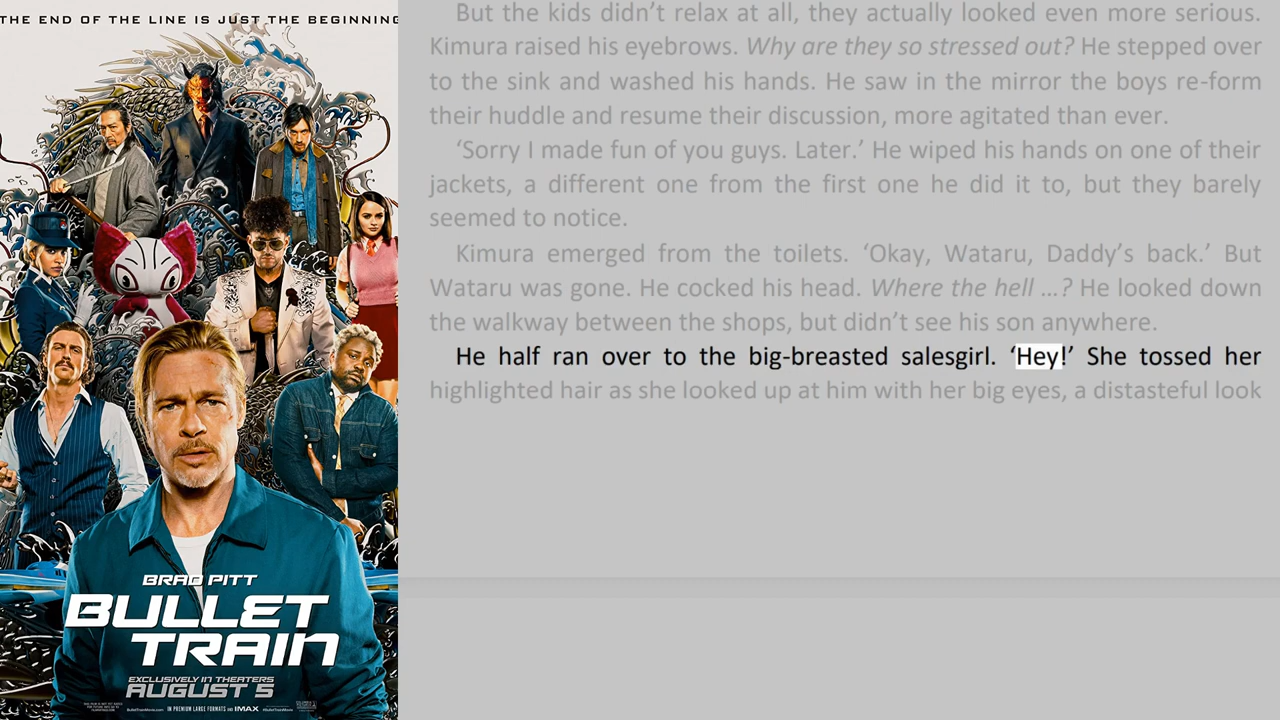 THE END OF THE LINE IS JUST THE BEGINNING
BRAD PITT
BULLET
TRAIN
EXCLUSIVELY IN THEATERS
AUGUST 5
BulletTrainMovie.com IN PREMIUM LARGE FORMATS AND IMAX #BulletTrainMovie
But the kids didn’t relax at all, they actually looked even more serious.
Kimura raised his eyebrows. Why are they so stressed out? He stepped over
to the sink and washed his hands. He saw in the mirror the boys re-form
their huddle and resume their discussion, more agitated than ever.
‘Sorry I made fun of you guys. Later.’ He wiped his hands on one of their
jackets, a different one from the first one he did it to, but they barely
seemed to notice.
Kimura emerged from the toilets. ‘Okay, Wataru, Daddy’s back.’ But
Wataru was gone. He cocked his head. Where the hell …? He looked down
the walkway between the shops, but didn’t see his son anywhere.
He half ran over to the big-breasted salesgirl. ‘Hey!’ She tossed her
highlighted hair as she looked up at him with her big eyes, a distasteful look